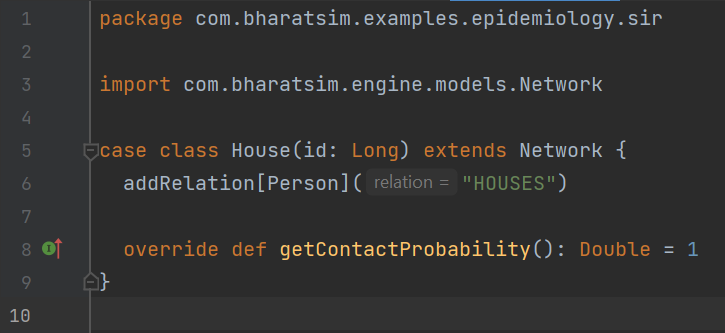 1 package com.bharatsim.examples.epidemiology.sir
2
3 import com.bharatsim.engine.models.Network
4
5 case class House(id: Long) extends Network {
6 addRelation[Person]( relation = "HOUSES")
7
8 I override def getContactProbability(): Double = 1
9 }
10